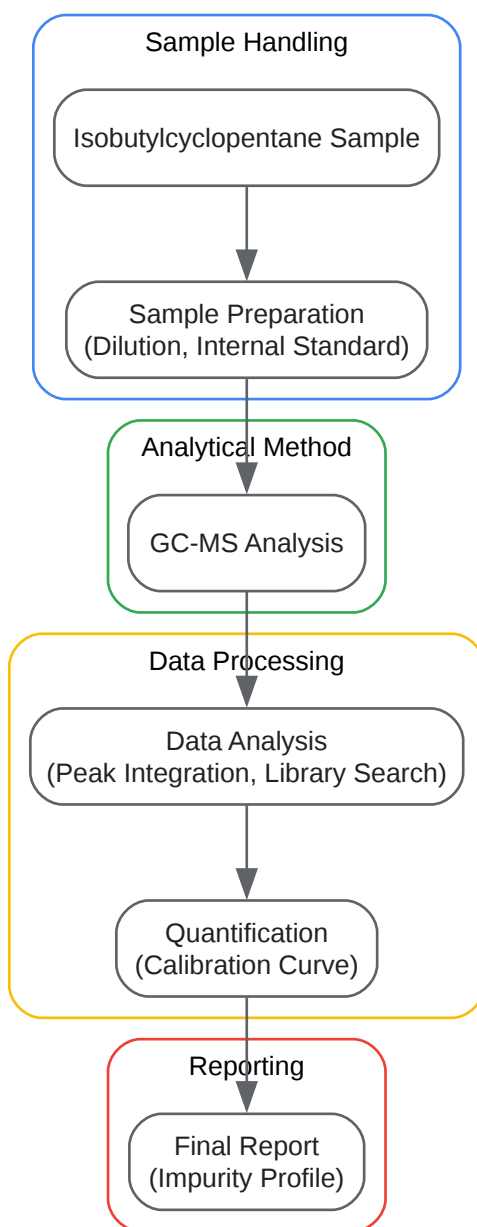 Sample Handling
Isobutylcyclopentane Sample
Sample Preparation
(Dilution, Internal Standard)
Analytical Method
GC-MS Analysis
Data Processing
Data Analysis
(Peak Integration, Library Search)
Quantification
(Calibration Curve)
Reporting
Final Report
(Impurity Profile)